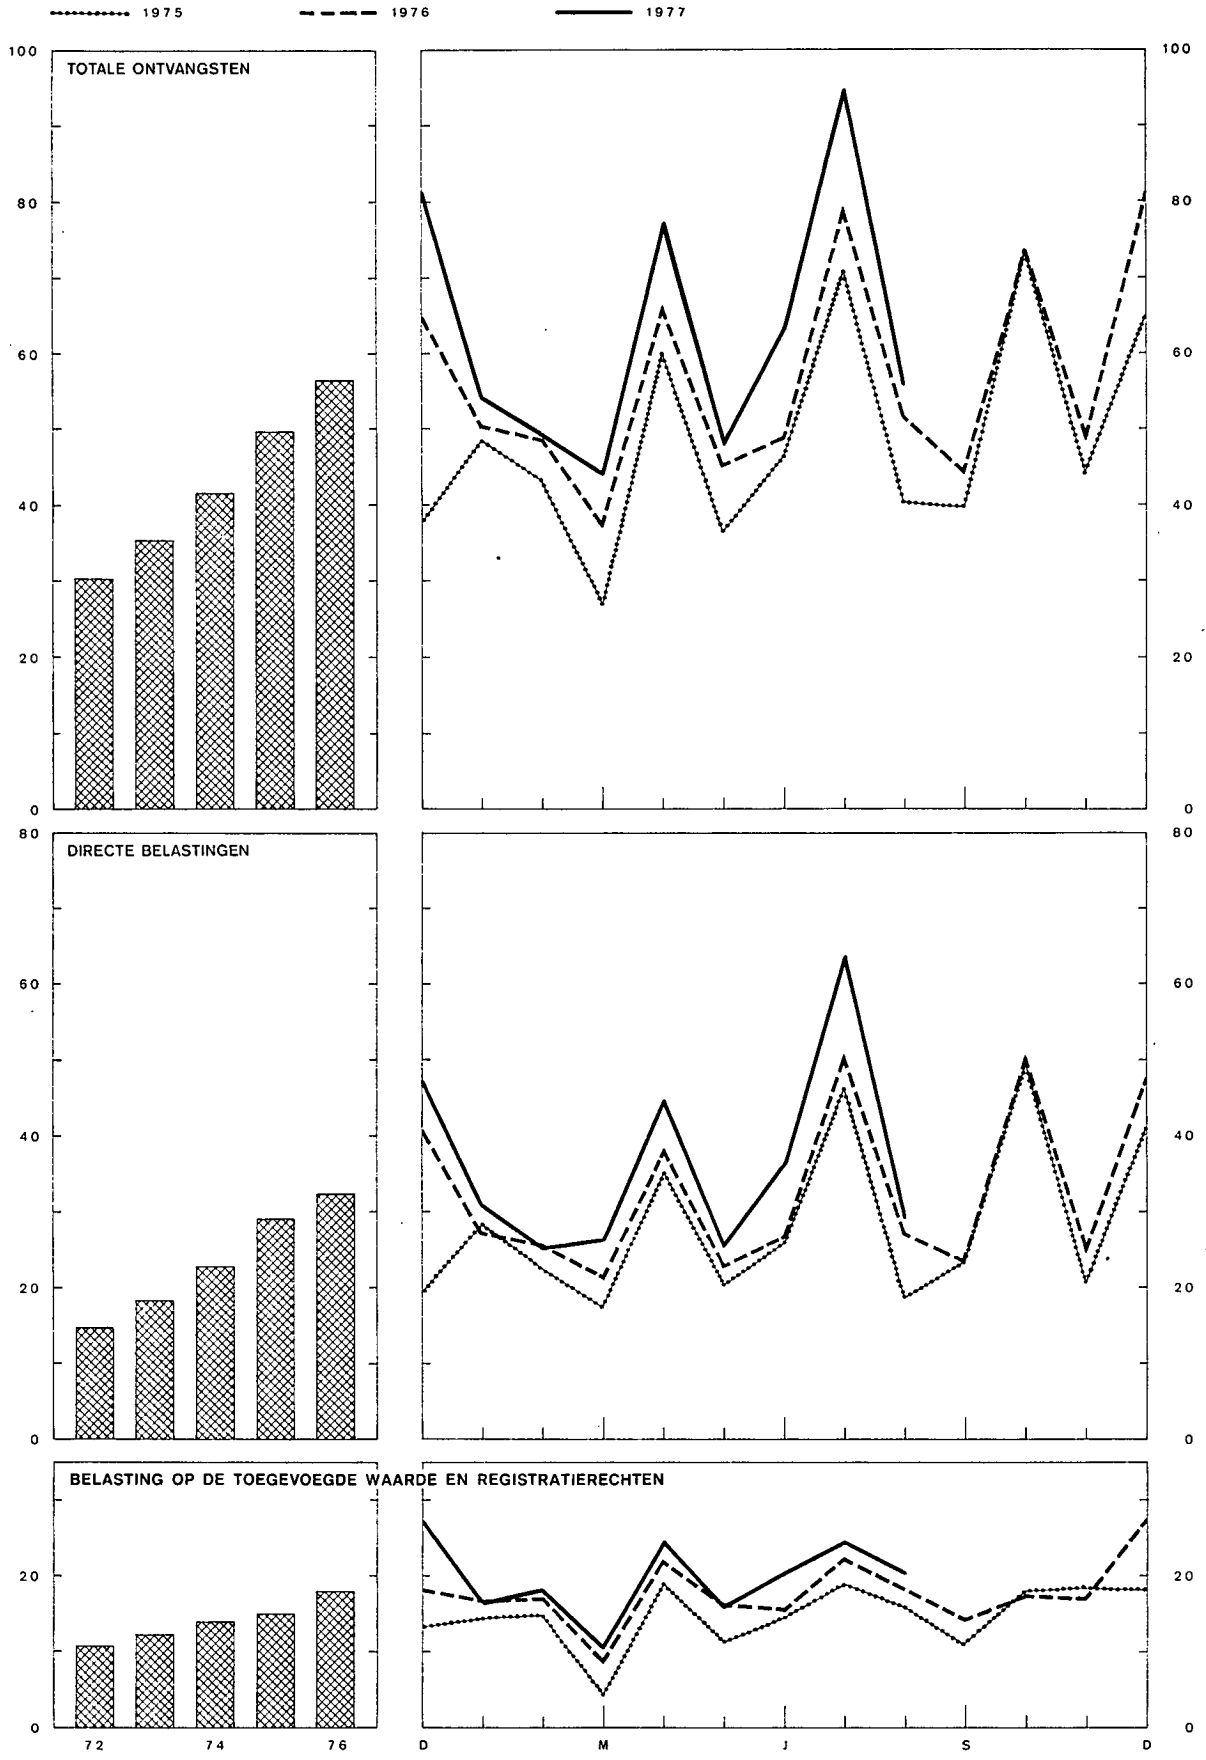 1975 1976 1977
TOTALE ONTVANGSTEN
100 100
80 80
60 60
40 40
20 20
0 0
DIRECTE BELASTINGEN
80 80
60 60
40 40
20 20
0 0
BELASTING OP DE TOEGEVOEGDE WAARDE EN REGISTRATIERECHTEN
20 20
0 0
72 74 76 D M J S D